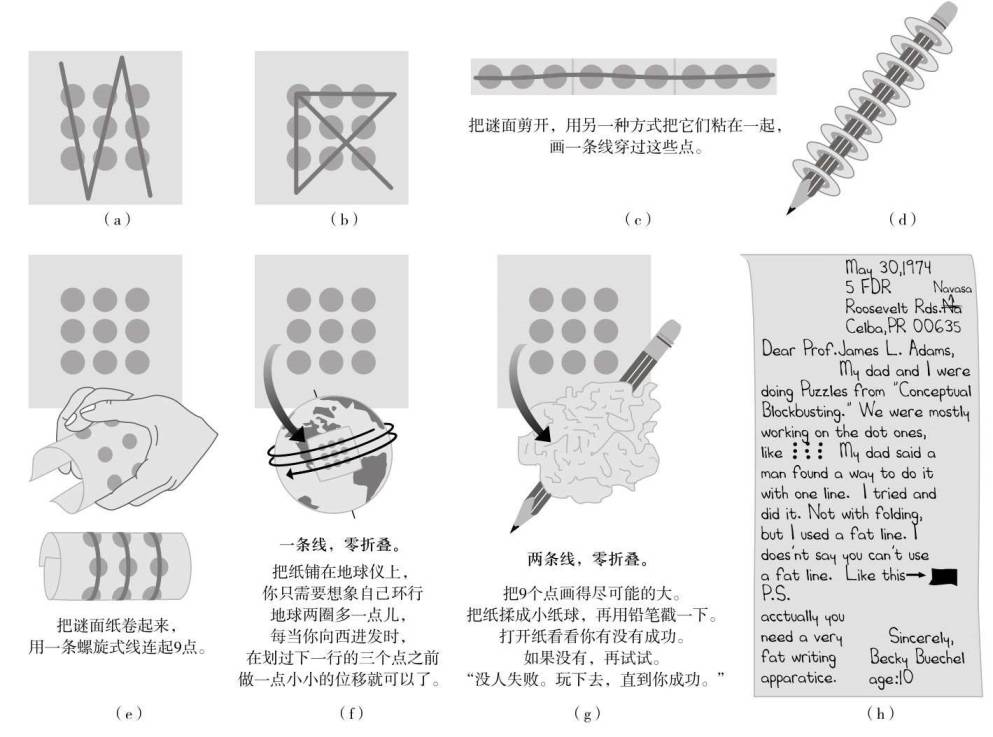 (a)
(b)
把谜面剪开，用另一种方式把它们粘在一起，
画一条线穿过这些点。
(c)
(d)
把谜面纸卷起来，
用一条螺旋式线连起9点。
(e)
一条线，零折叠。
把纸铺在地球仪上，
你只需要想象自己环行
地球两圈多一点儿，
每当你向西进发时，
在划过下一行的三个点之前
做一点小小的位移就可以了。
(f)
两条线，零折叠。
把9个点画得尽可能的大。
把纸揉成小纸球，再用铅笔戳一下。
打开纸看看你有没有成功。
如果没有，再试试。
“没人失败。玩下去，直到你成功。”
(g)
May 30,1974
5 FDR Navasa
Roosevelt Rds.Na
Ceiba,PR 00635
Dear Prof.James L. Adams,
My dad and I were
doing Puzzles from "Conceptual
Blockbusting." We were mostly
working on the dot ones,
like My dad said a
man found a way to do it
with one line. I tried and
did it. Not with folding,
but I used a fat line. I
does'nt say you can't use
a fat line. Like this
P.S.
acctually you
need a very Sincerely,
fat writing Becky Buechel
apparatice. age:10
(h)